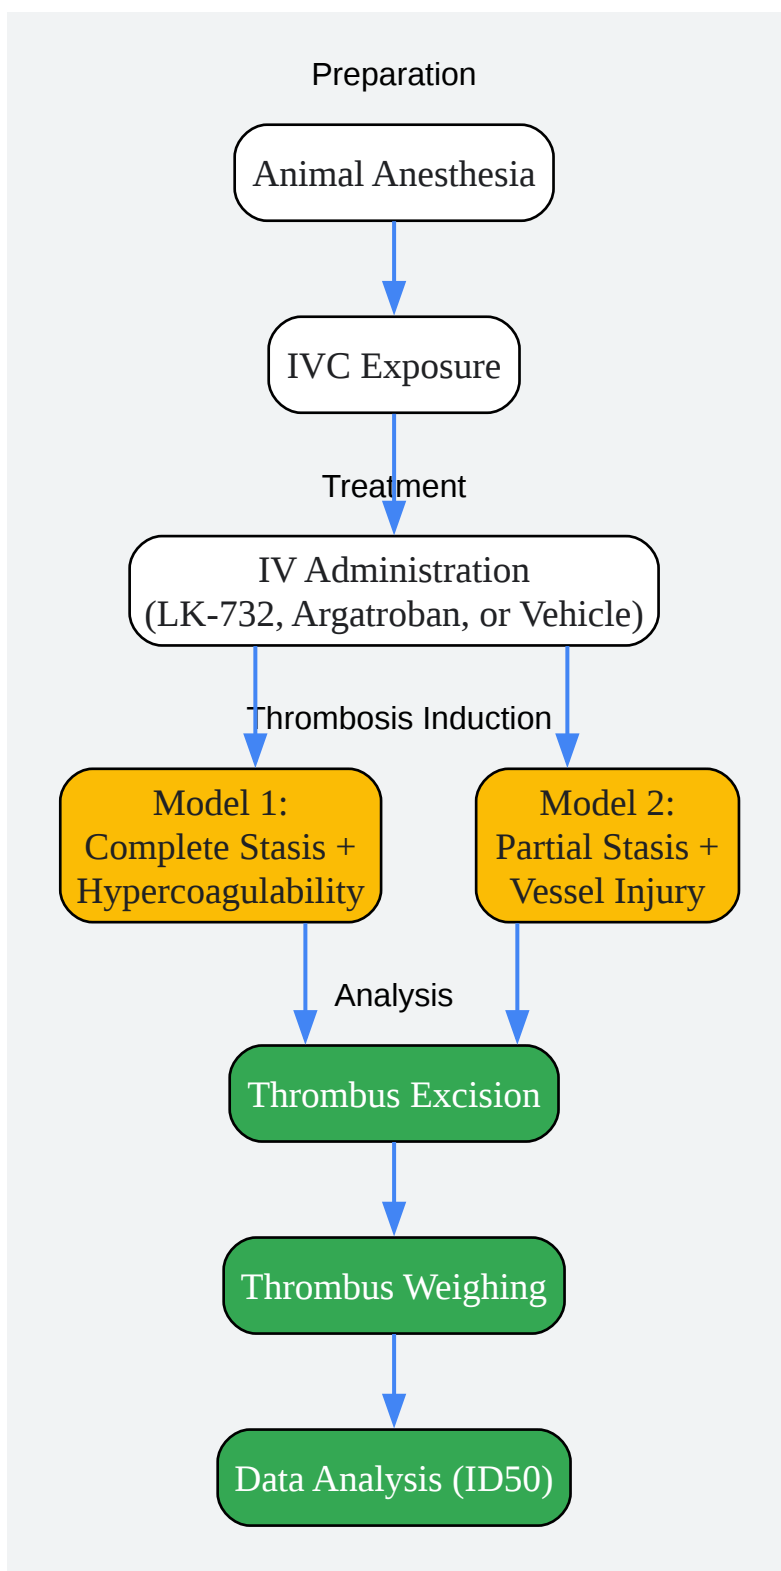 Preparation
Animal Anesthesia
IVC Exposure
Treatment
IV Administration
(LK-732, Argatroban, or Vehicle)
Thrombosis Induction
Model 1:
Complete Stasis +
Hypercoagulability
Model 2:
Partial Stasis +
Vessel Injury
Analysis
Thrombus Excision
Thrombus Weighing
Data Analysis (ID50)